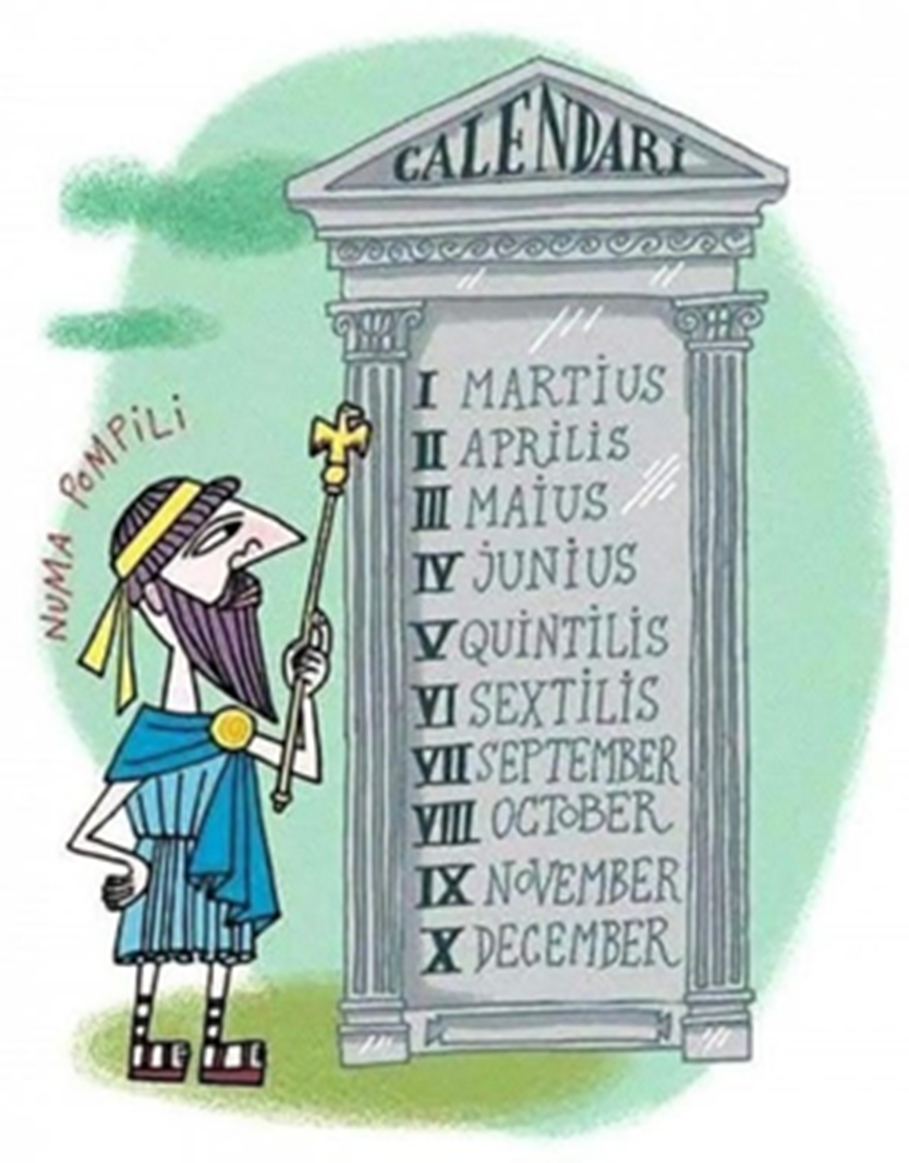 CALENDARi
NUMA POMPiLi
I MARTiUS
II APRiLiS
III MAiUS
IV jUNiUS
V QUiNTiLiS
VI SEXTiLiS
VII SEPTEMBER
VIII OCTOBER
IX NOVEMBER
X DECEMBER